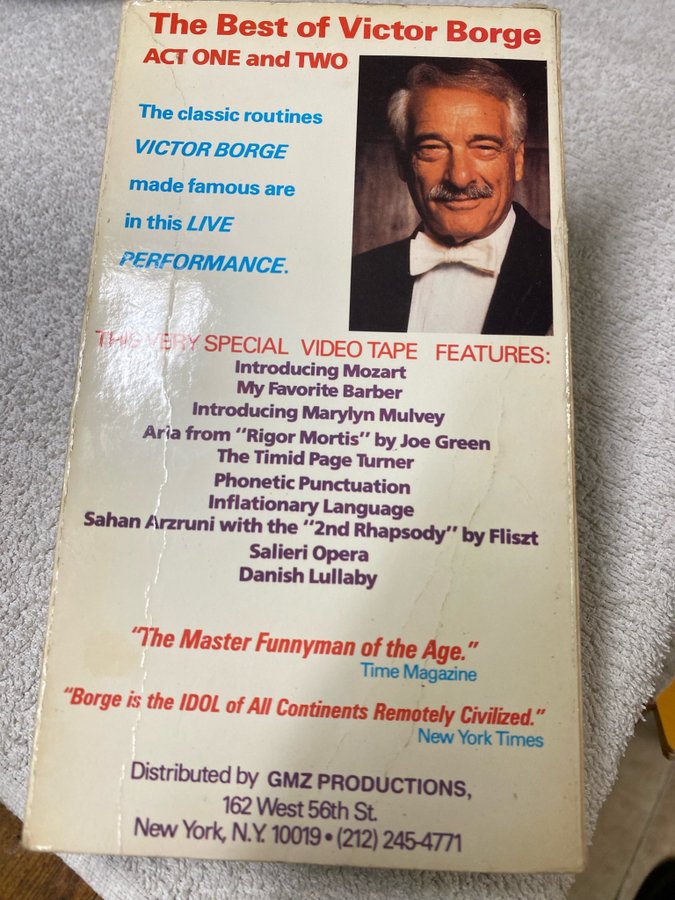 The Best of Victor Borge
ACT ONE and TWO
The classic routines
VICTOR BORGE
made famous are
in this LIVE
PERFORMANCE.
THIS VERY SPECIAL VIDEO TAPE FEATURES:
Introducing Mozart
My Favorite Barber
Introducing Marylyn Mulvey
Aria from "Rigor Mortis" by Joe Green
The Timid Page Turner
Phonetic Punctuation
Inflationary Language
Sahan Arzruni with the "2nd Rhapsody" by Fliszt
Salieri Opera
Danish Lullaby
"The Master Funnyman of the Age."
Time Magazine
"Borge is the IDOL of All Continents Remotely Civilized."
New York Times
Distributed by GMZ PRODUCTIONS,
162 West 56th St.
New York, N.Y. 10019 • (212) 245-4771